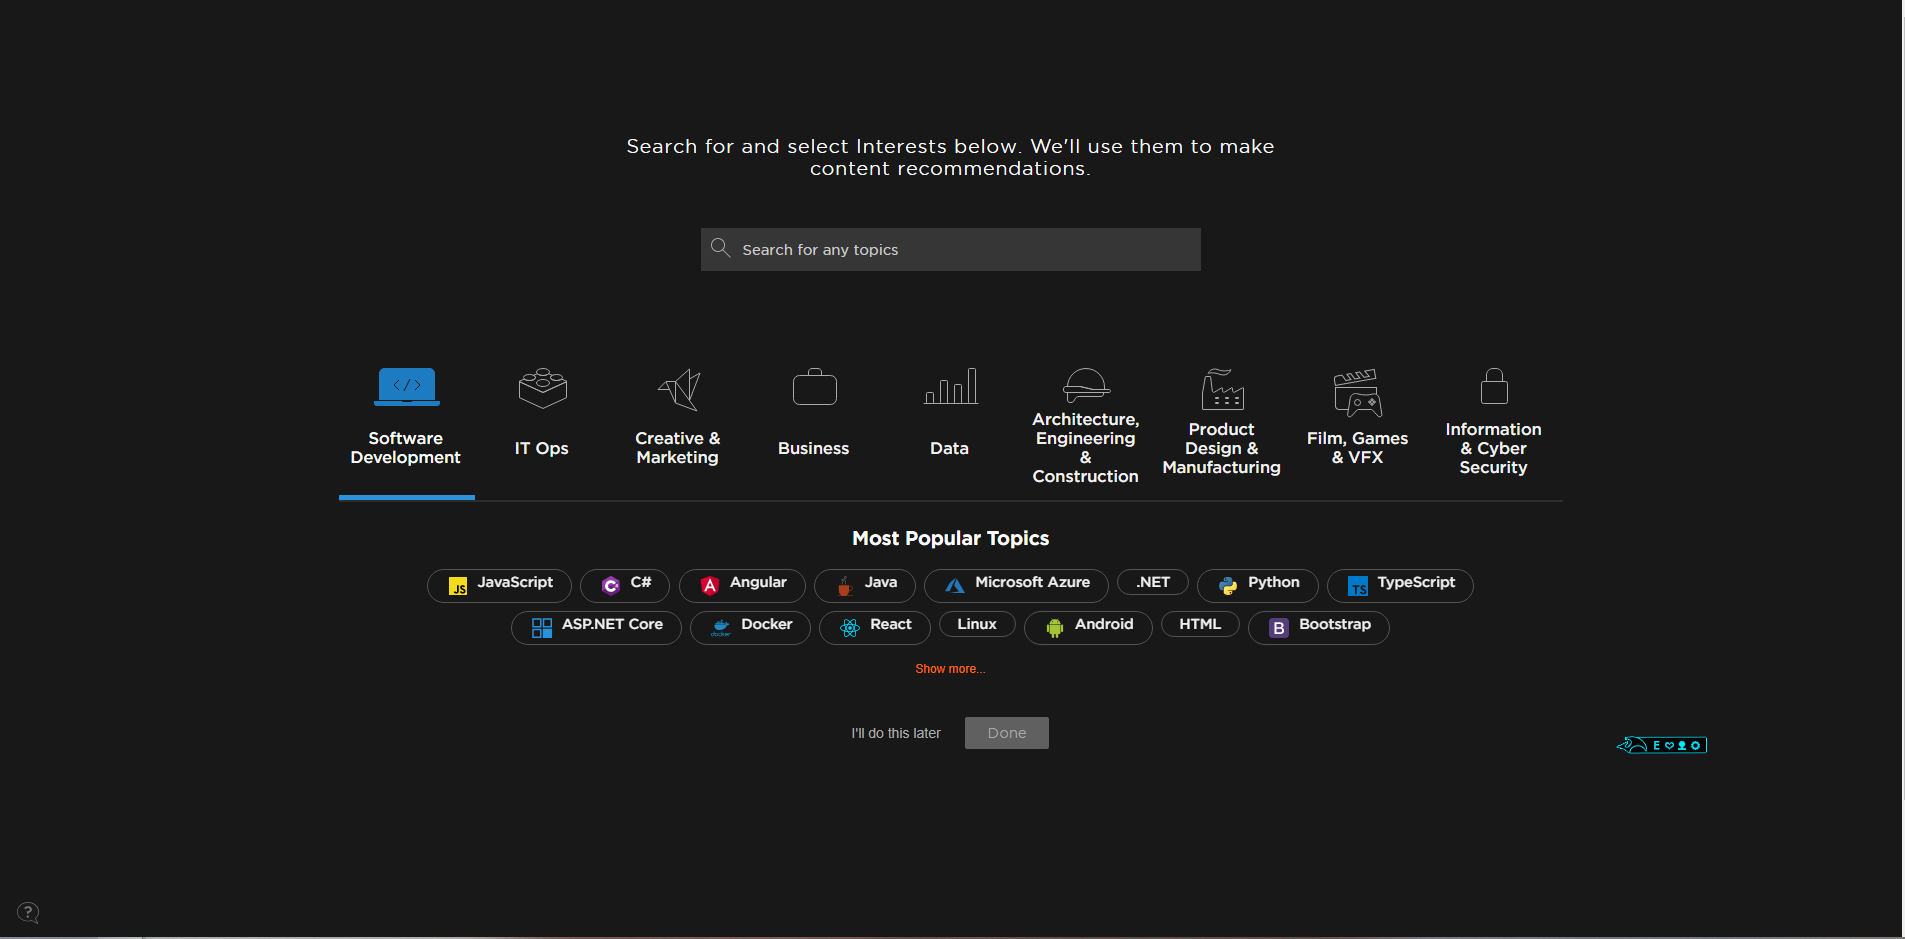 Search for and select Interests below. We'll use them to make
content recommendations.
Search for any topics
</>
Software
Development
IT Ops
Creative &
Marketing
Business
Data
Architecture,
Engineering
&
Construction
Product
Design &
Manufacturing
Film, Games
& VFX
Information
& Cyber
Security
Most Popular Topics
JS JavaScript
C C#
A Angular
Java
Microsoft Azure
.NET
Python
TS TypeScript
ASP.NET Core
docker Docker
React
Linux
Android
HTML
B Bootstrap
Show more...
I'll do this later
Done
E
?